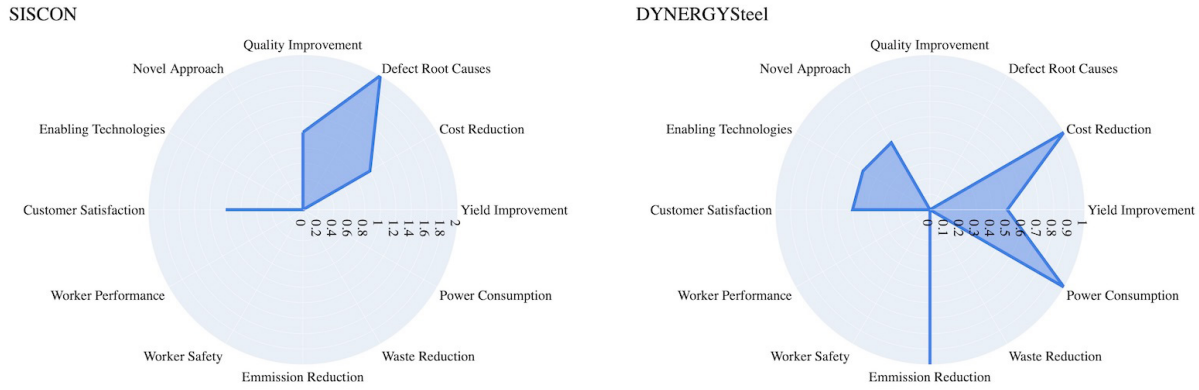 SISCON
Quality Improvement
Novel Approach
Defect Root Causes
Enabling Technologies
Cost Reduction
Customer Satisfaction
Yield Improvement
0 0.2 0.4 0.6 0.8 1 1.2 1.4 1.6 1.8 2
Worker Performance
Power Consumption
Worker Safety
Waste Reduction
Emmission Reduction
DYNERGYSteel
Quality Improvement
Novel Approach
Defect Root Causes
Enabling Technologies
Cost Reduction
Customer Satisfaction
Yield Improvement
0 0.1 0.2 0.3 0.4 0.5 0.6 0.7 0.8 0.9 1
Worker Performance
Power Consumption
Worker Safety
Waste Reduction
Emmission Reduction